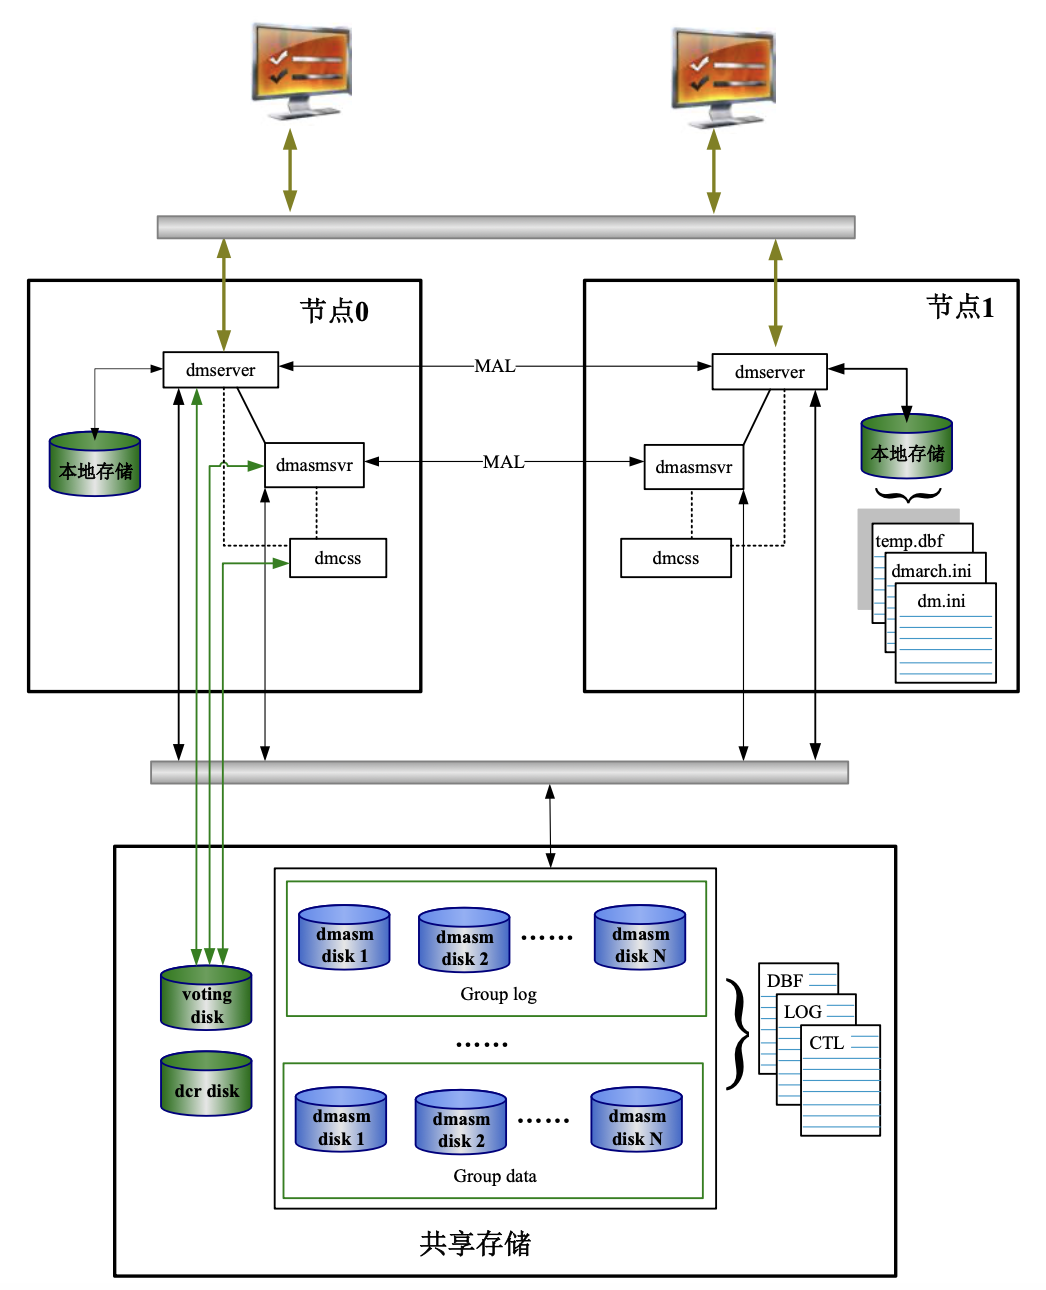 节点0
节点1
dmserver
MAL
dmserver
本地存储
dmasmsvr
MAL
dmasmsvr
本地存储
dmcss
dmcss
temp.dbf
dmarch.ini
dm.ini
dmasm
disk 1
dmasm
disk 2
……
dmasm
disk N
Group log
voting
disk
……
DBF
LOG
CTL
dcr disk
dmasm
disk 1
dmasm
disk 2
……
dmasm
disk N
Group data
共享存储